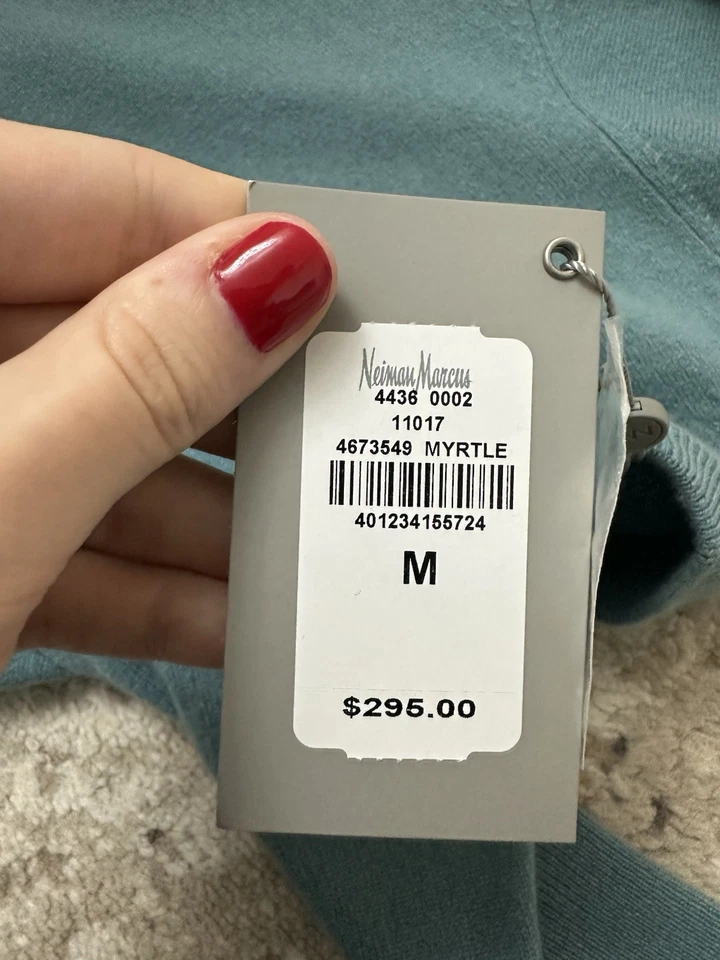 Neiman Marcus
4436 0002
11017
4673549 MYRTLE
401234155724
M
$295.00